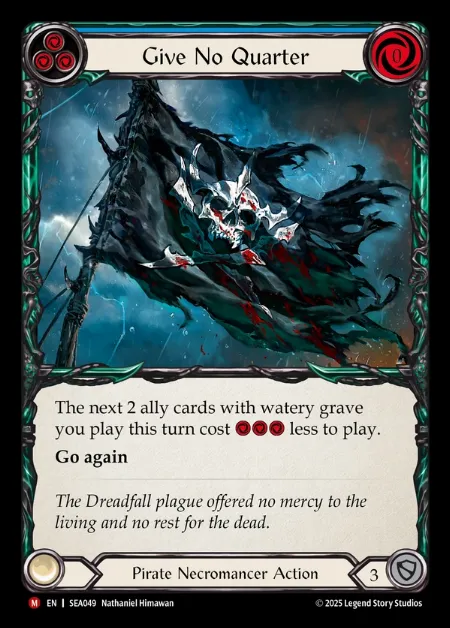 Give No Quarter
0
The next 2 ally cards with watery grave
you play this turn cost less to play.
Go again
The Dreadfall plague offered no mercy to the
living and no rest for the dead.
Pirate Necromancer Action
3
M EN | SEA049 Nathaniel Himawan
© 2025 Legend Story Studios